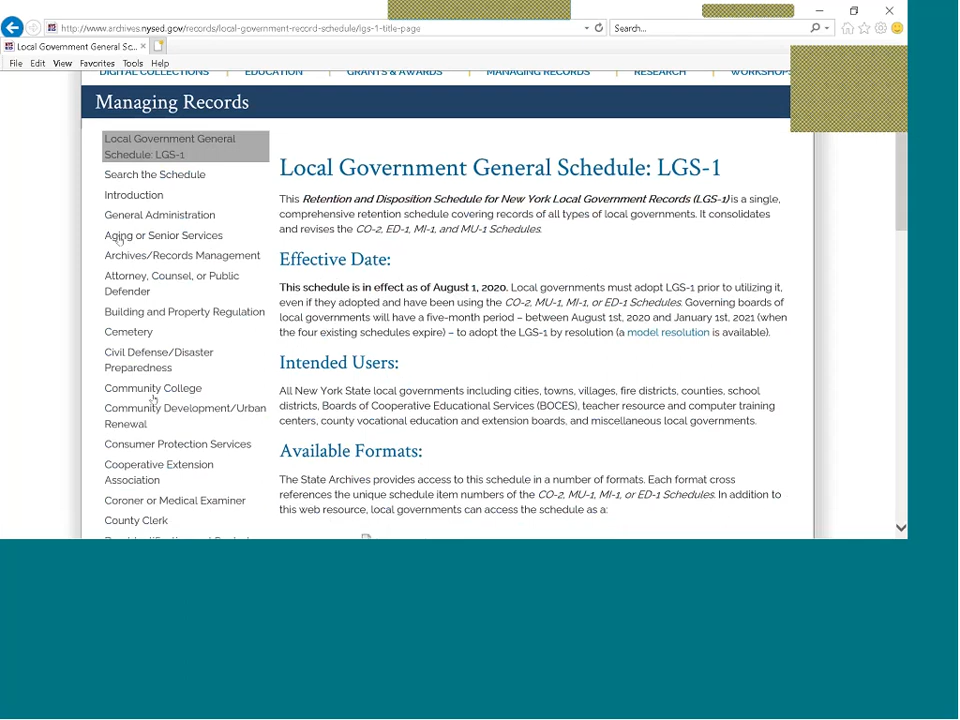 http://www.archives.nysed.gov/records/local-government-record-schedule/lgs-1-title-page
Search...
Local Government General Sc...
File Edit View Favorites Tools Help
DIGITAL COLLECTIONS EDUCATION GRANTS & AWARDS MANAGING RECORDS RESEARCH WORKSHOPS
Managing Records
Local Government General
Schedule: LGS-1
Search the Schedule
Introduction
General Administration
Aging or Senior Services
Archives/Records Management
Attorney, Counsel, or Public
Defender
Building and Property Regulation
Cemetery
Civil Defense/Disaster
Preparedness
Community College
Community Development/Urban
Renewal
Consumer Protection Services
Cooperative Extension
Association
Coroner or Medical Examiner
County Clerk
Local Government General Schedule: LGS-1
This Retention and Disposition Schedule for New York Local Government Records (LGS-1) is a single,
comprehensive retention schedule covering records of all types of local governments. It consolidates
and revises the CO-2, ED-1, MI-1, and MU-1 Schedules.
Effective Date:
This schedule is in effect as of August 1, 2020. Local governments must adopt LGS-1 prior to utilizing it,
even if they adopted and have been using the CO-2, MU-1, MI-1, or ED-1 Schedules. Governing boards of
local governments will have a five-month period – between August 1st, 2020 and January 1st, 2021 (when
the four existing schedules expire) – to adopt the LGS-1 by resolution (a model resolution is available).
Intended Users:
All New York State local governments including cities, towns, villages, fire districts, counties, school
districts, Boards of Cooperative Educational Services (BOCES), teacher resource and computer training
centers, county vocational education and extension boards, and miscellaneous local governments.
Available Formats:
The State Archives provides access to this schedule in a number of formats. Each format cross
references the unique schedule item numbers of the CO-2, MU-1, MI-1, or ED-1 Schedules. In addition to
this web resource, local governments can access the schedule as a: